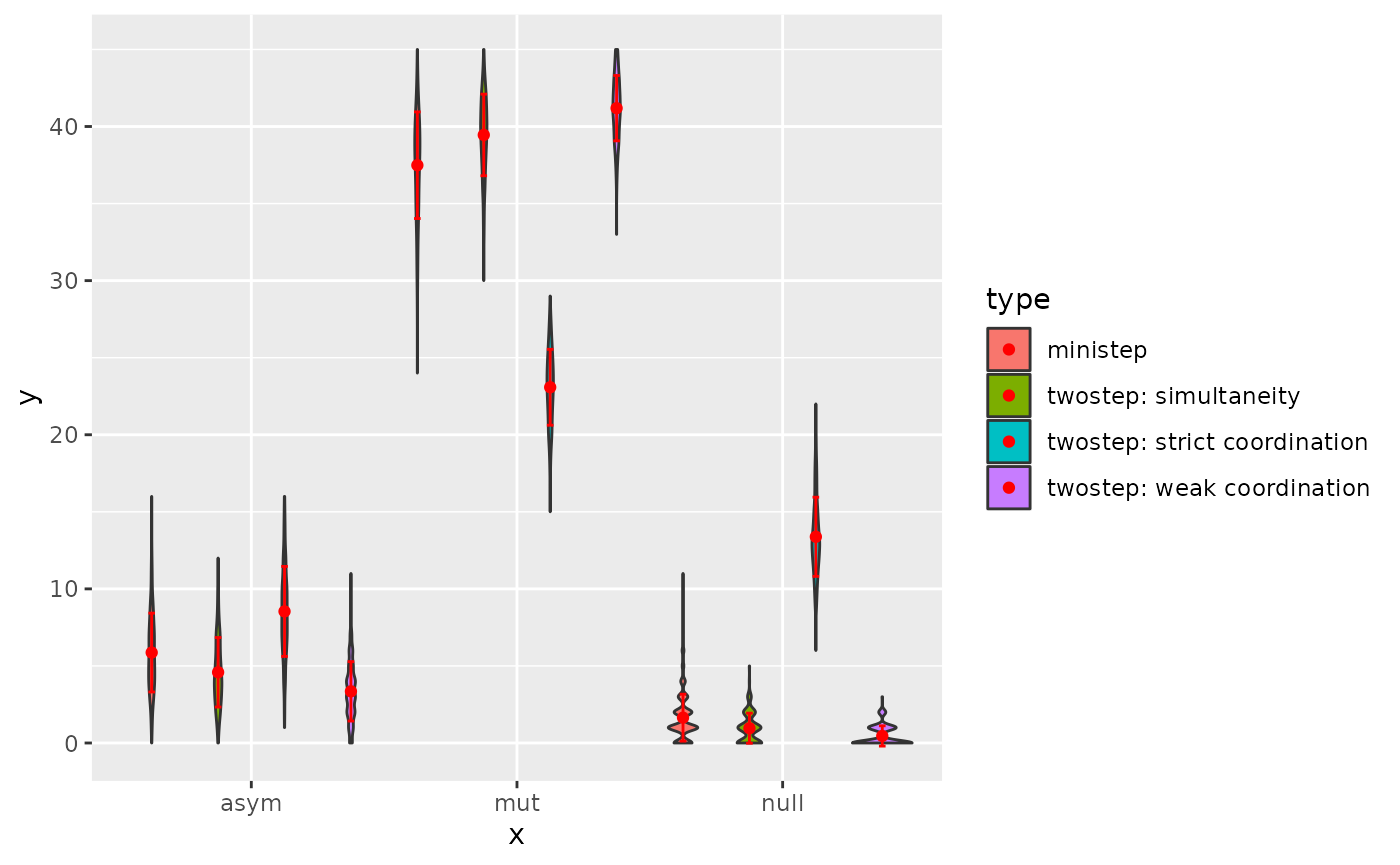 40
30
20
10
0
y
asym mut null
x
type
ministep
twostep: simultaneity
twostep: strict coordination
twostep: weak coordination